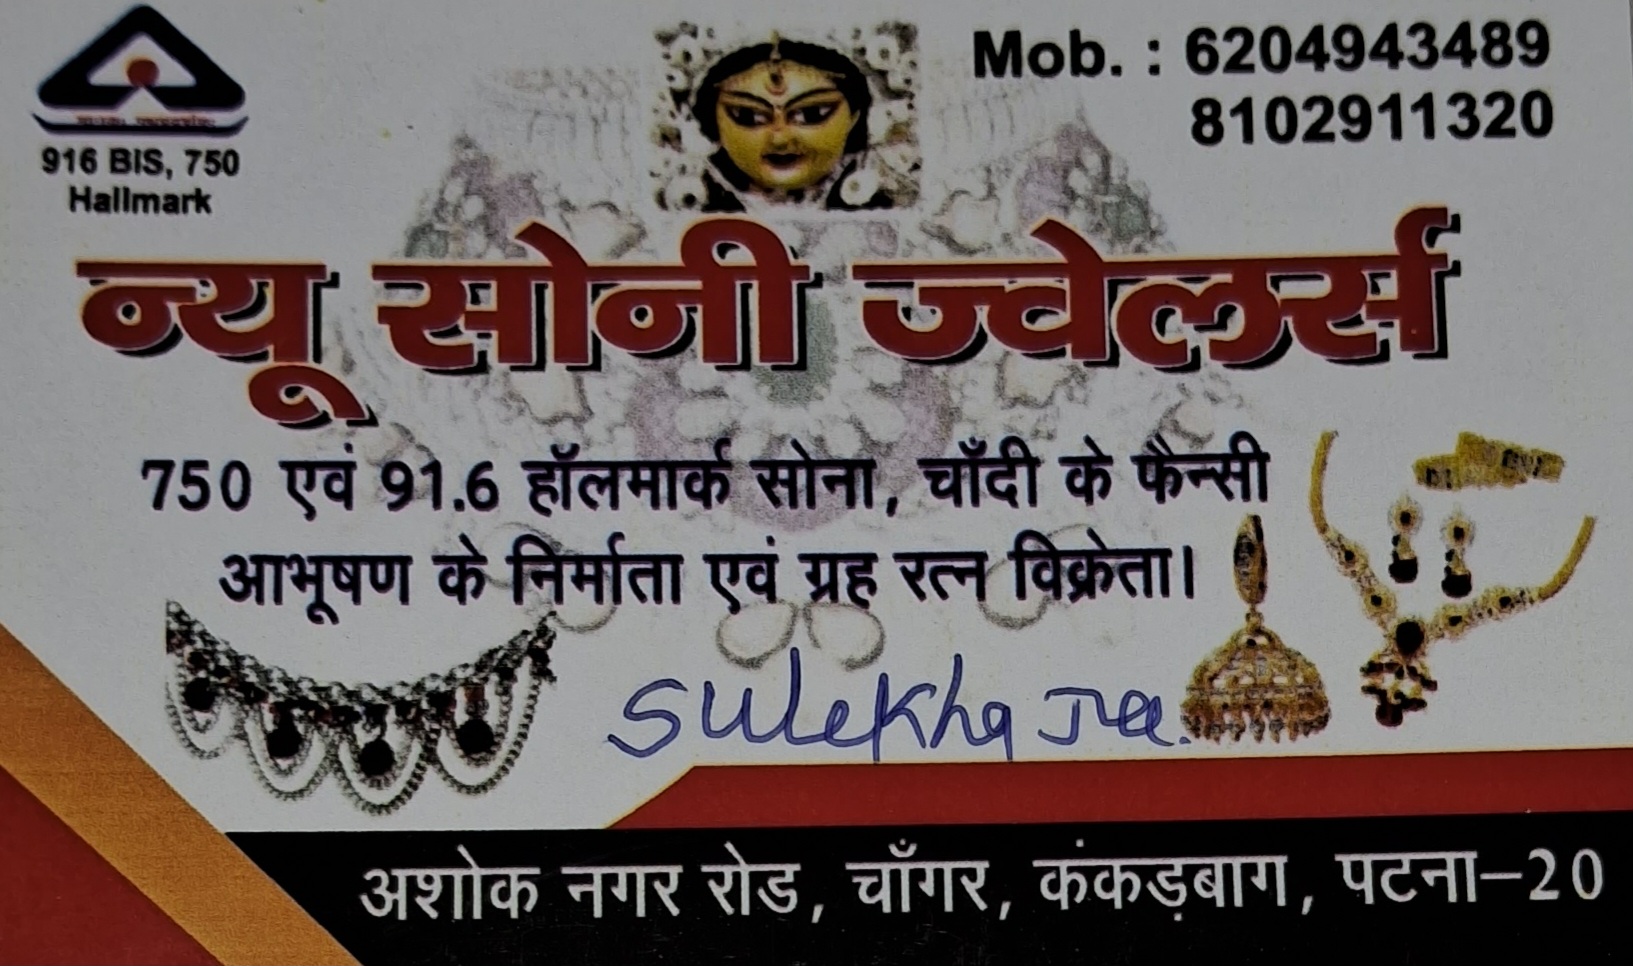 Mob. : 6204943489
8102911320
916 BIS, 750
Hallmark
न्यू सोनी ज्वेलर्स
750 एवं 91.6 हॉलमार्क सोना, चाँदी के फैन्सी
आभूषण के निर्माता एवं ग्रह रत्न विक्रेता।
Sulekha
अशोक नगर रोड, चाँगर, कंकड़बाग, पटना-20